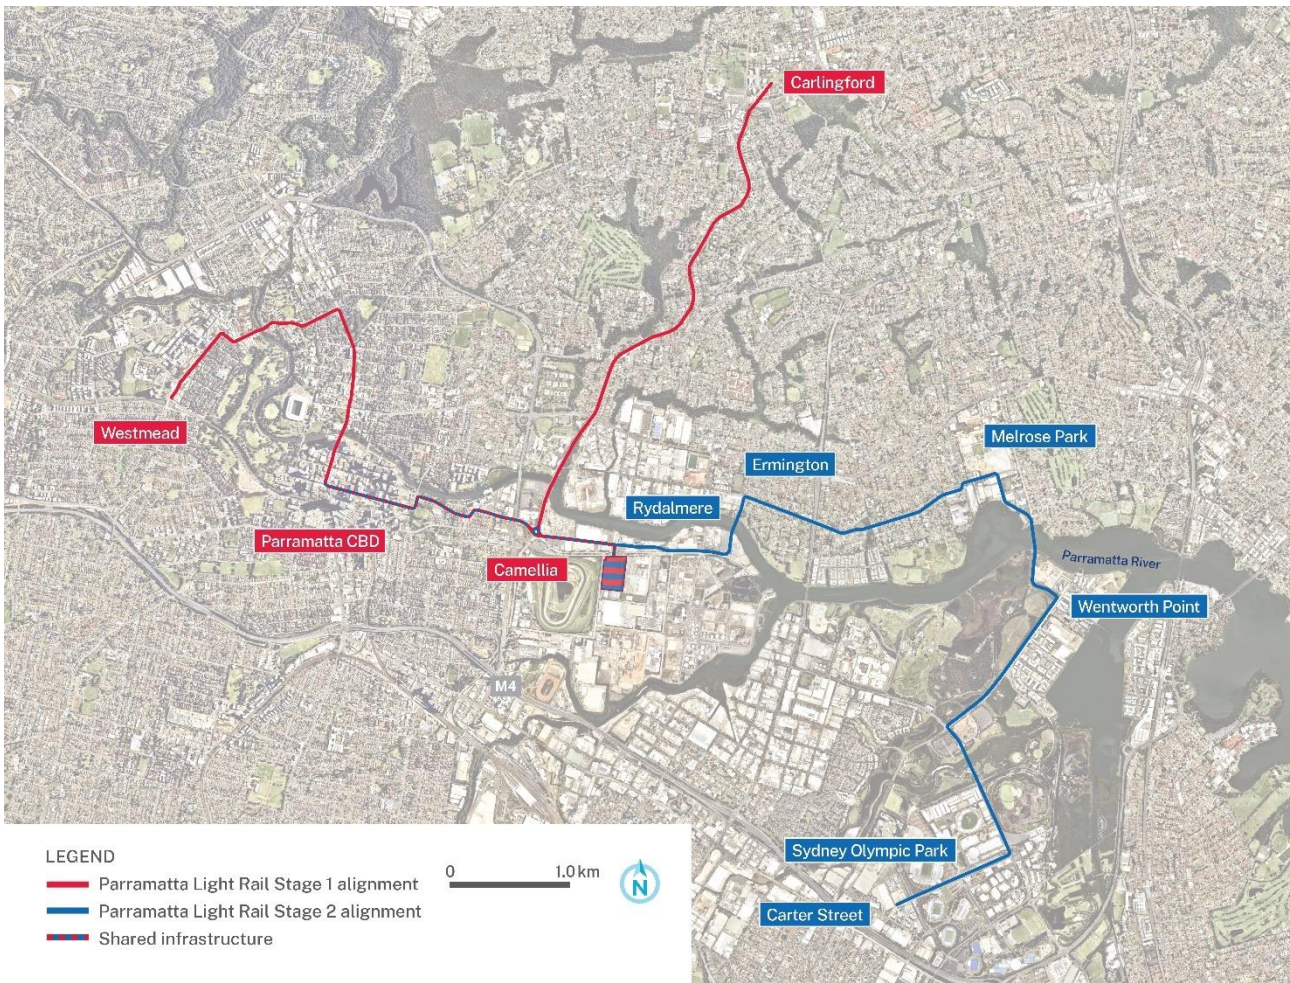 Carlingford
Westmead
Melrose Park
Ermington
Rydalmere
Parramatta CBD
Camellia
Parramatta River
Wentworth Point
M4
Sydney Olympic Park
Carter Street
LEGEND
Parramatta Light Rail Stage 1 alignment
Parramatta Light Rail Stage 2 alignment
Shared infrastructure
0 1.0 km
N